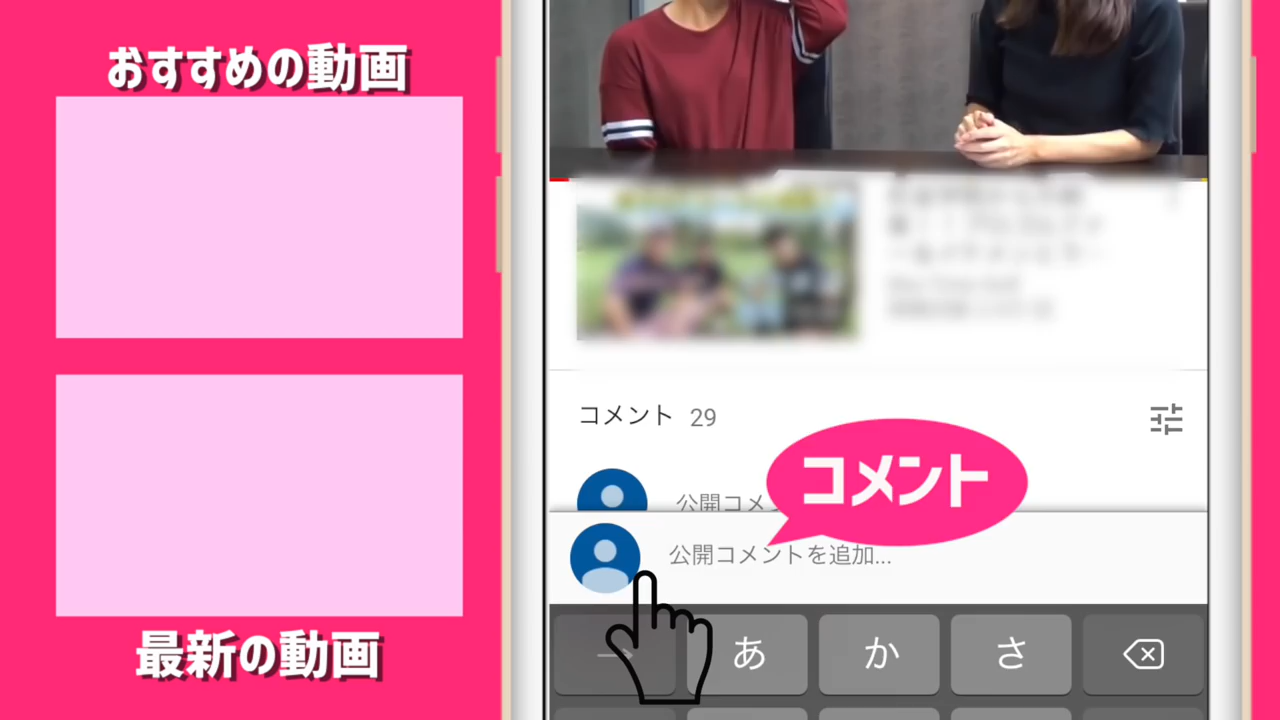 おすすめの動画
最新の動画
コメント 29
コメント
公開コメ
公開コメントを追加...
→ あ か さ